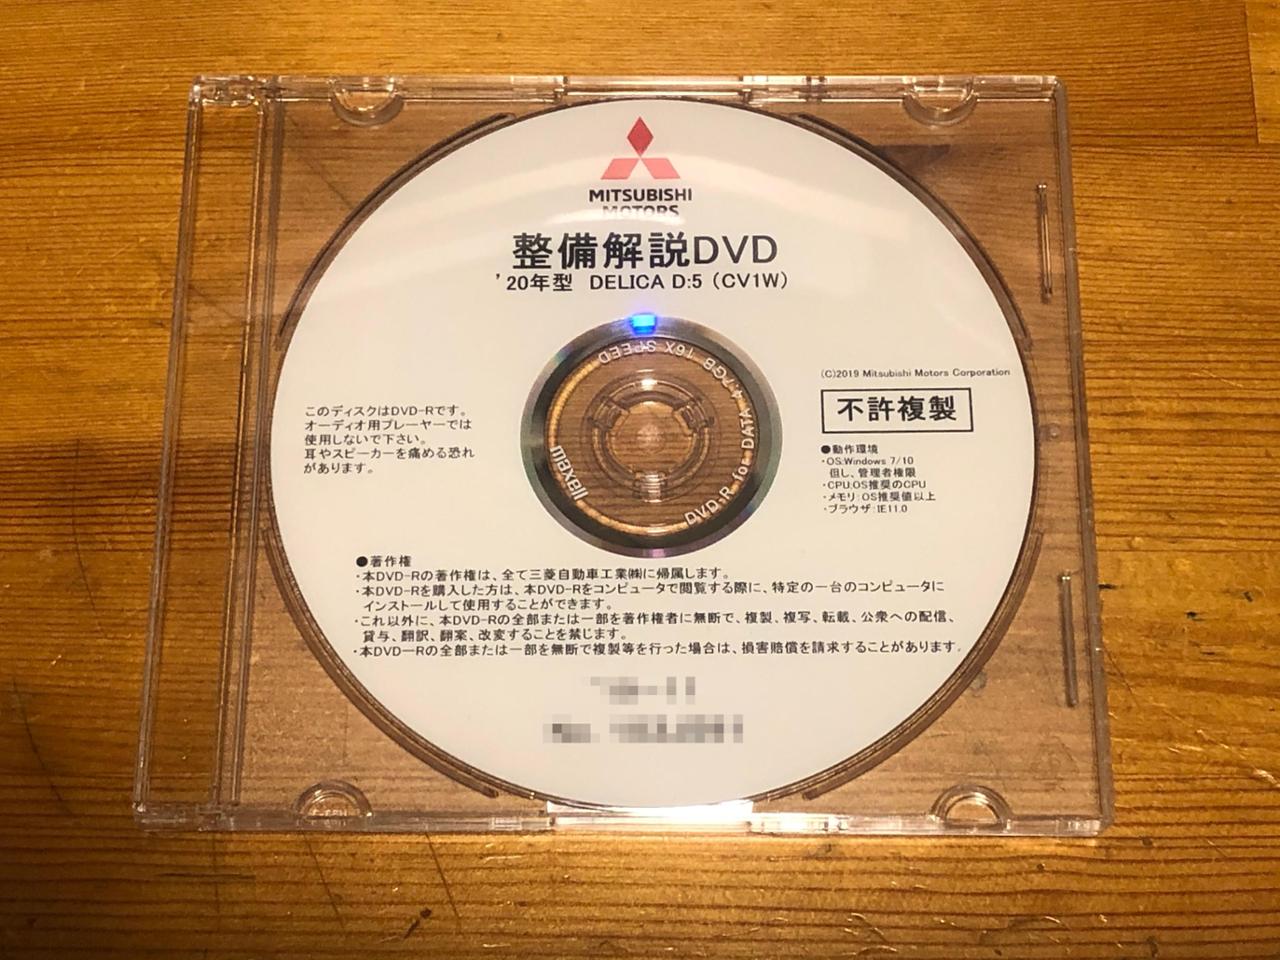 MITSUBISHI
MOTORS
整備解説DVD
'20年型 DELICA D:5 (CV1W)
(C)2019 Mitsubishi Motors Corporation
不許複製
●動作環境
・OS:Windows 7/10
但し、管理者権限
・CPU:OS推奨のCPU
・メモリ:OS推奨値以上
・ブラウザ:IE11.0
このディスクはDVD-Rです。
オーディオ用プレーヤーでは
使用しないで下さい。
耳やスピーカーを痛める恐れ
があります。
maxell
DVD-R for DATA 4.7GB 16X SPEED
●著作権
・本DVD-Rの著作権は、全て三菱自動車工業㈱に帰属します。
・本DVD-Rを購入した方は、本DVD-Rをコンピュータで閲覧する際に、特定の一台のコンピュータに
インストールして使用することができます。
・これ以外に、本DVD-Rの全部または一部を著作権者に無断で、複製、複写、転載、公衆への配信、
貸与、翻訳、翻案、改変することを禁じます。
・本DVD－Rの全部または一部を無断で複製等を行った場合は、損害賠償を請求することがあります。